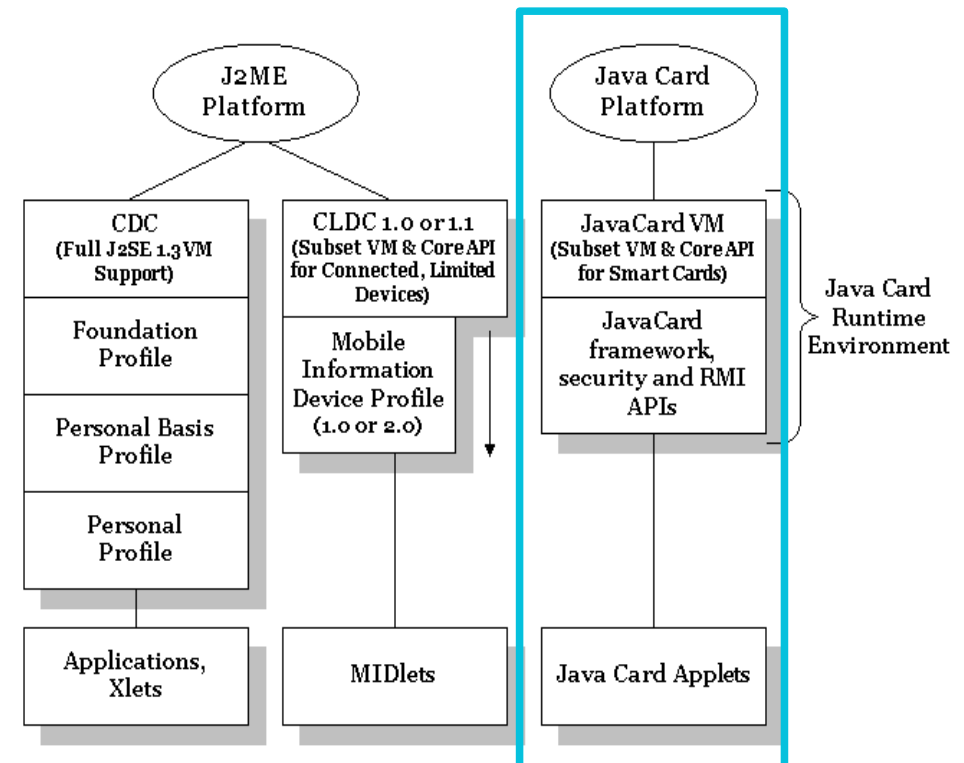 J2ME
Platform
Java Card
Platform
CDC
(Full J2SE 1.3 VM
Support)
Foundation
Profile
Personal Basis
Profile
Personal
Profile
Applications,
Xlets
CLDC 1.0 or 1.1
(Subset VM & Core API
for Connected, Limited
Devices)
Mobile
Information
Device Profile
(1.0 or 2.0)
MIDlets
JavaCard VM
(Subset VM & Core API
for Smart Cards)
JavaCard
framework,
security and RMI
APIs
Java Card Applets
Java Card
Runtime
Environment